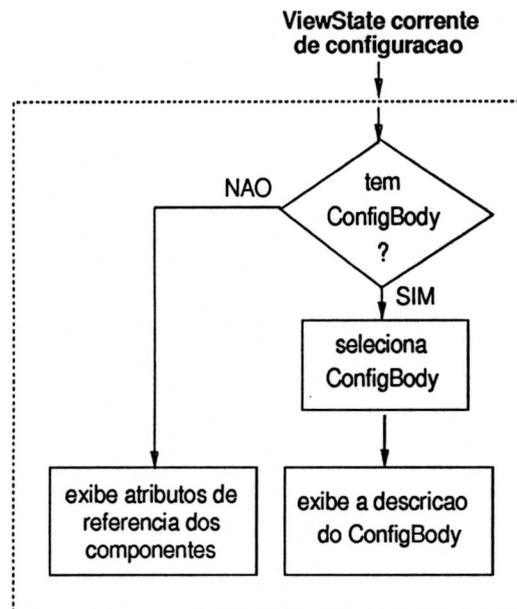 ViewState corrente
de configuracao
tem
ConfigBody
?
NAO
SIM
seleciona
ConfigBody
exibe atributos de
referencia dos
componentes
exibe a descricao
do ConfigBody